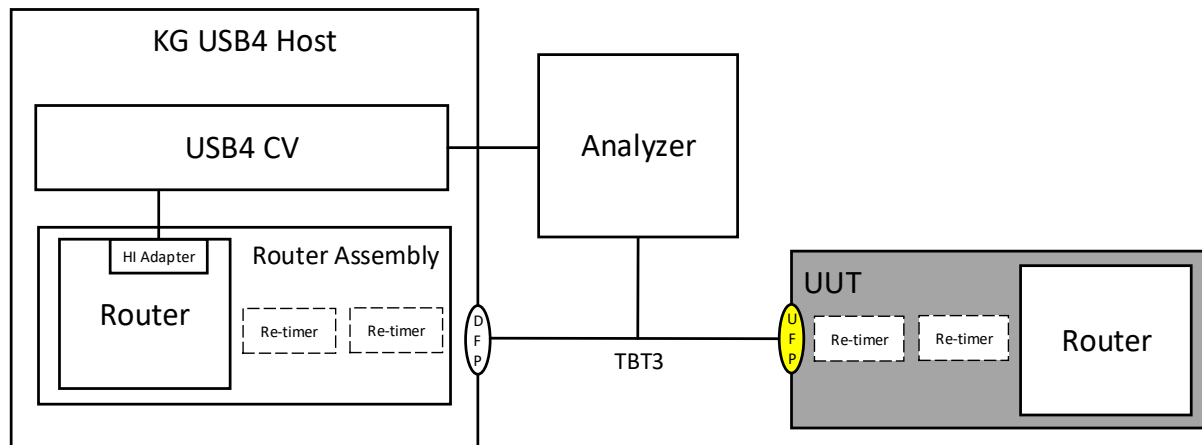 KG USB4 Host
USB4 CV
Analyzer
HI Adapter
Router Assembly
Router
Re-timer
Re-timer
D
F
P
TBT3
UUT
U
F
P
Re-timer
Re-timer
Router